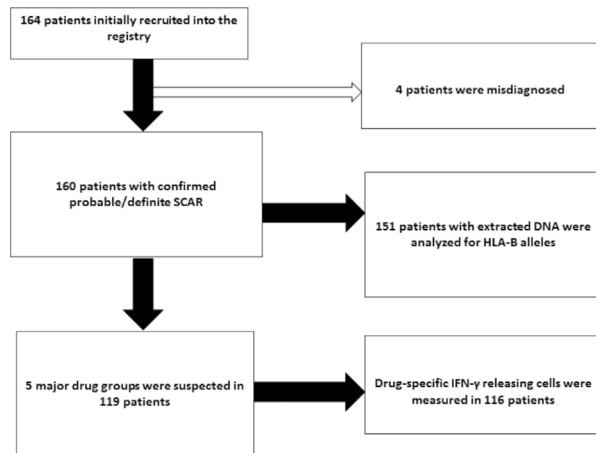 164 patients initially recruited into the
registry
4 patients were misdiagnosed
160 patients with confirmed
probable/definite SCAR
151 patients with extracted DNA were
analyzed for HLA-B alleles
5 major drug groups were suspected in
119 patients
Drug-specific IFN-γ releasing cells were
measured in 116 patients